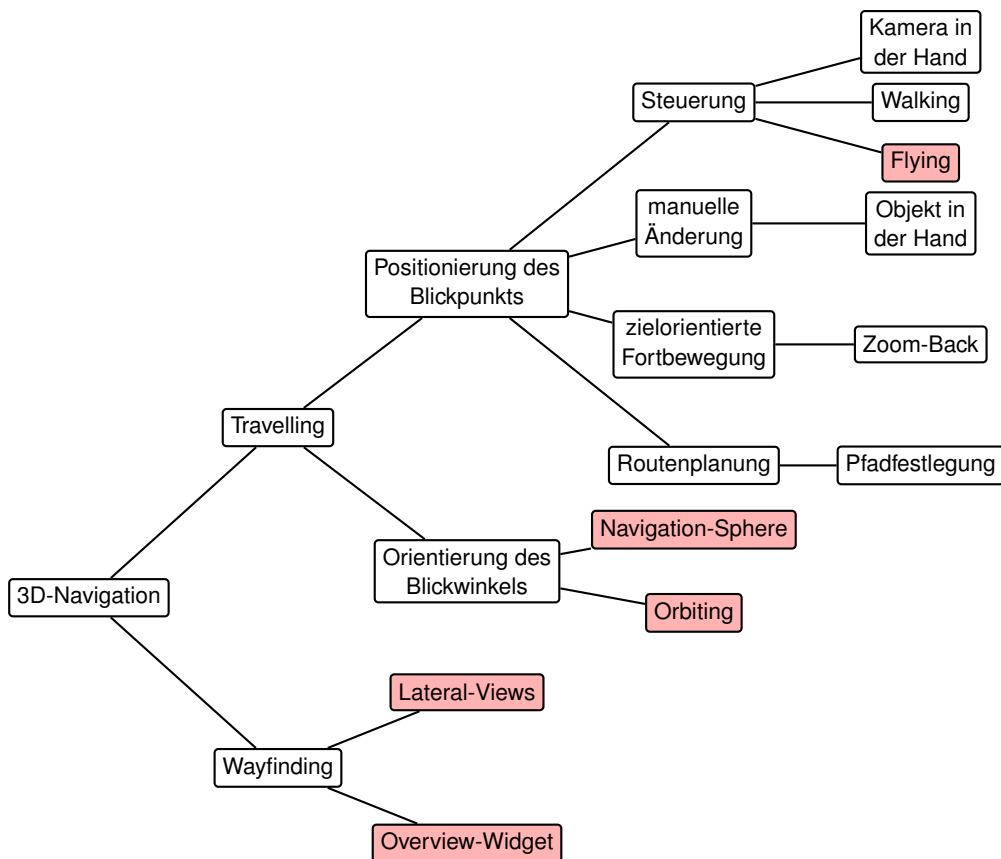 Kamera in
der Hand
Steuerung
Walking
Flying
manuelle
Änderung
Objekt in
der Hand
Positionierung des
Blickpunkts
zielorientierte
Fortbewegung
Zoom-Back
Travelling
Routenplanung
Pfadfestlegung
Navigation-Sphere
Orientierung des
Blickwinkels
3D-Navigation
Orbiting
Lateral-Views
Wayfinding
Overview-Widget